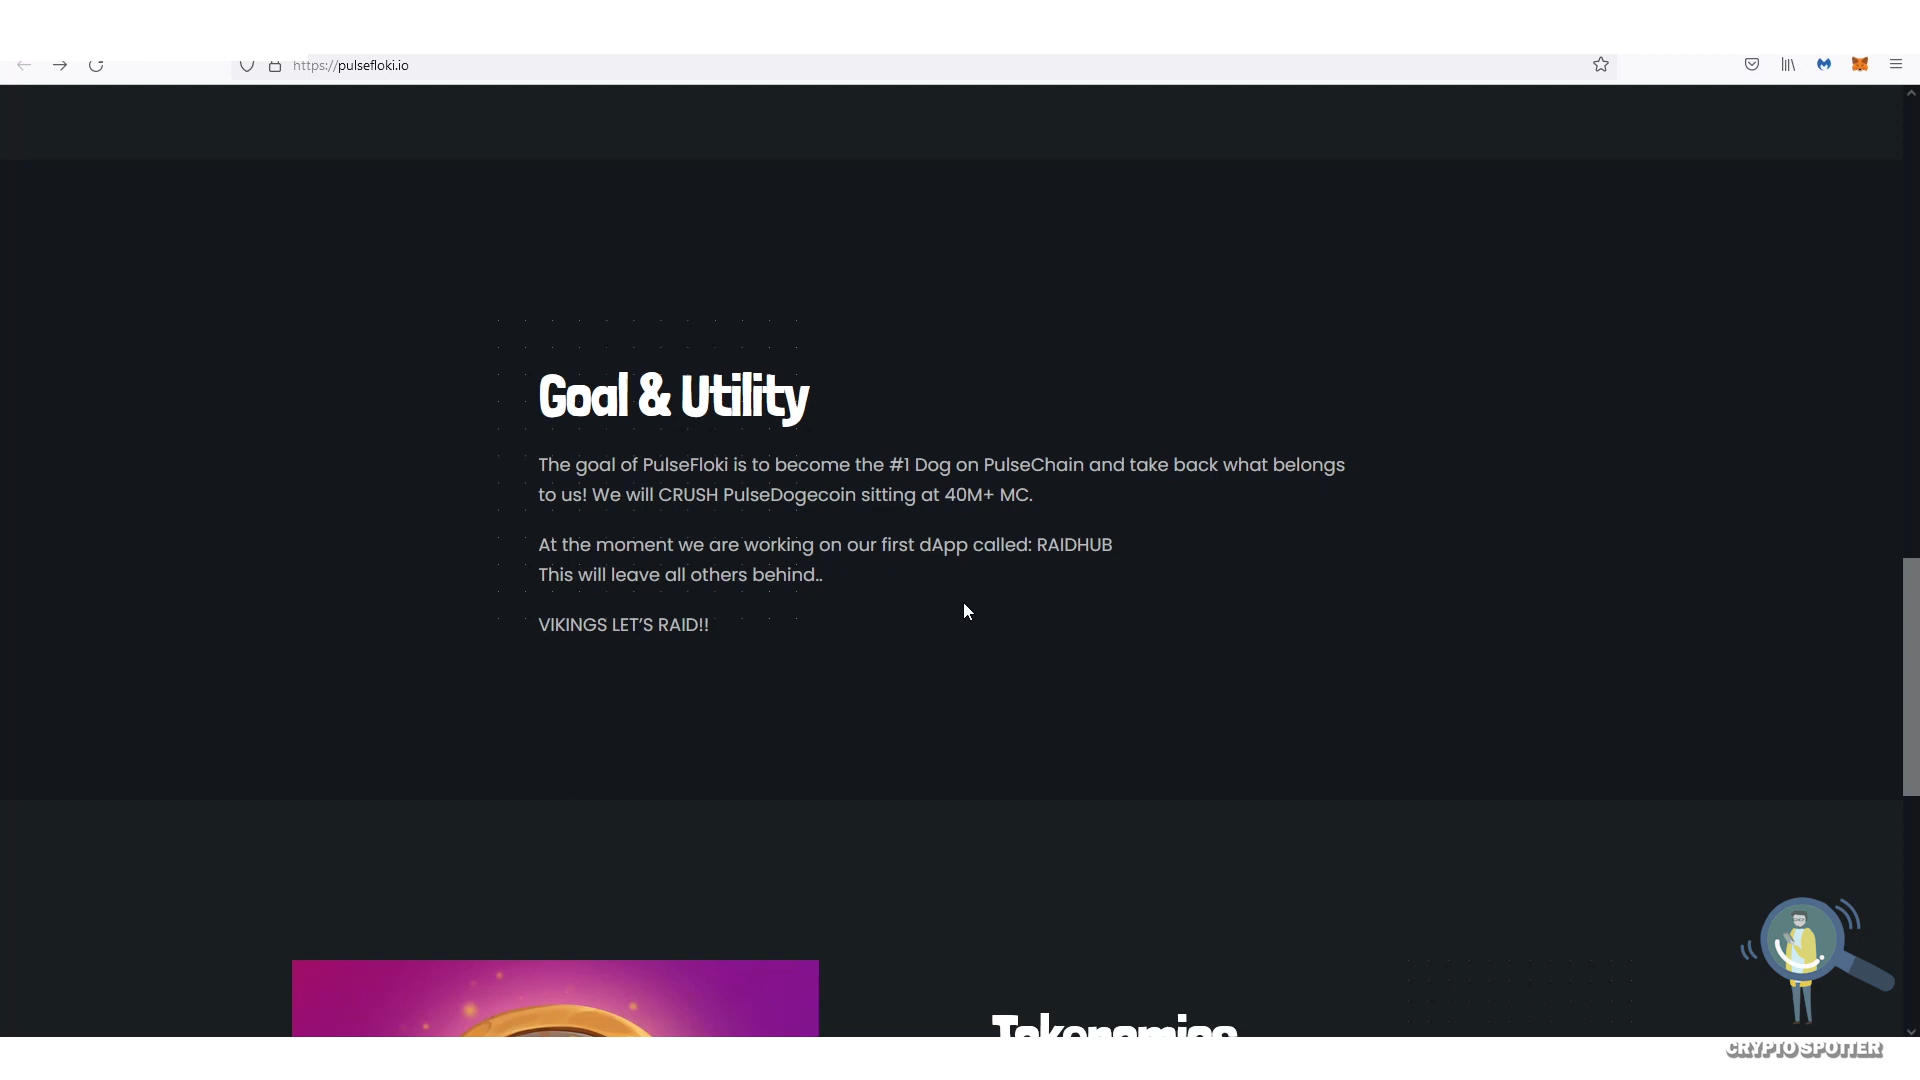 https://pulsefloki.io
Goal & Utility
The goal of PulseFloki is to become the #1 Dog on PulseChain and take back what belongs
to us! We will CRUSH PulseDogecoin sitting at 40M+ MC.
At the moment we are working on our first dApp called: RAIDHUB
This will leave all others behind..
VIKINGS LET'S RAID!!
Tokenomics
CRYPTO SPOTTER